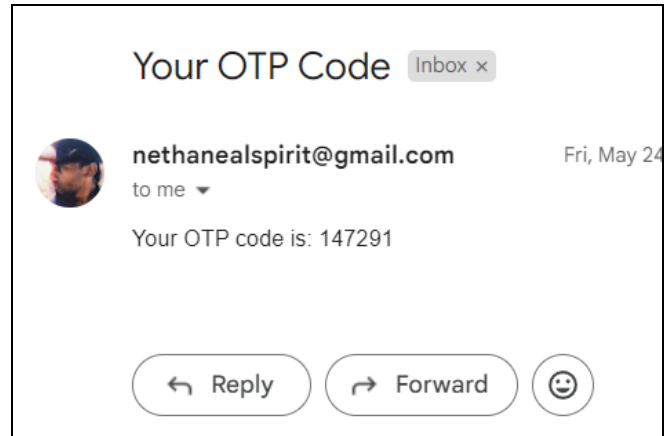 Your OTP Code Inbox ×
nethanealspirit@gmail.com Fri, May 24
to me
Your OTP code is: 147291
Reply Forward